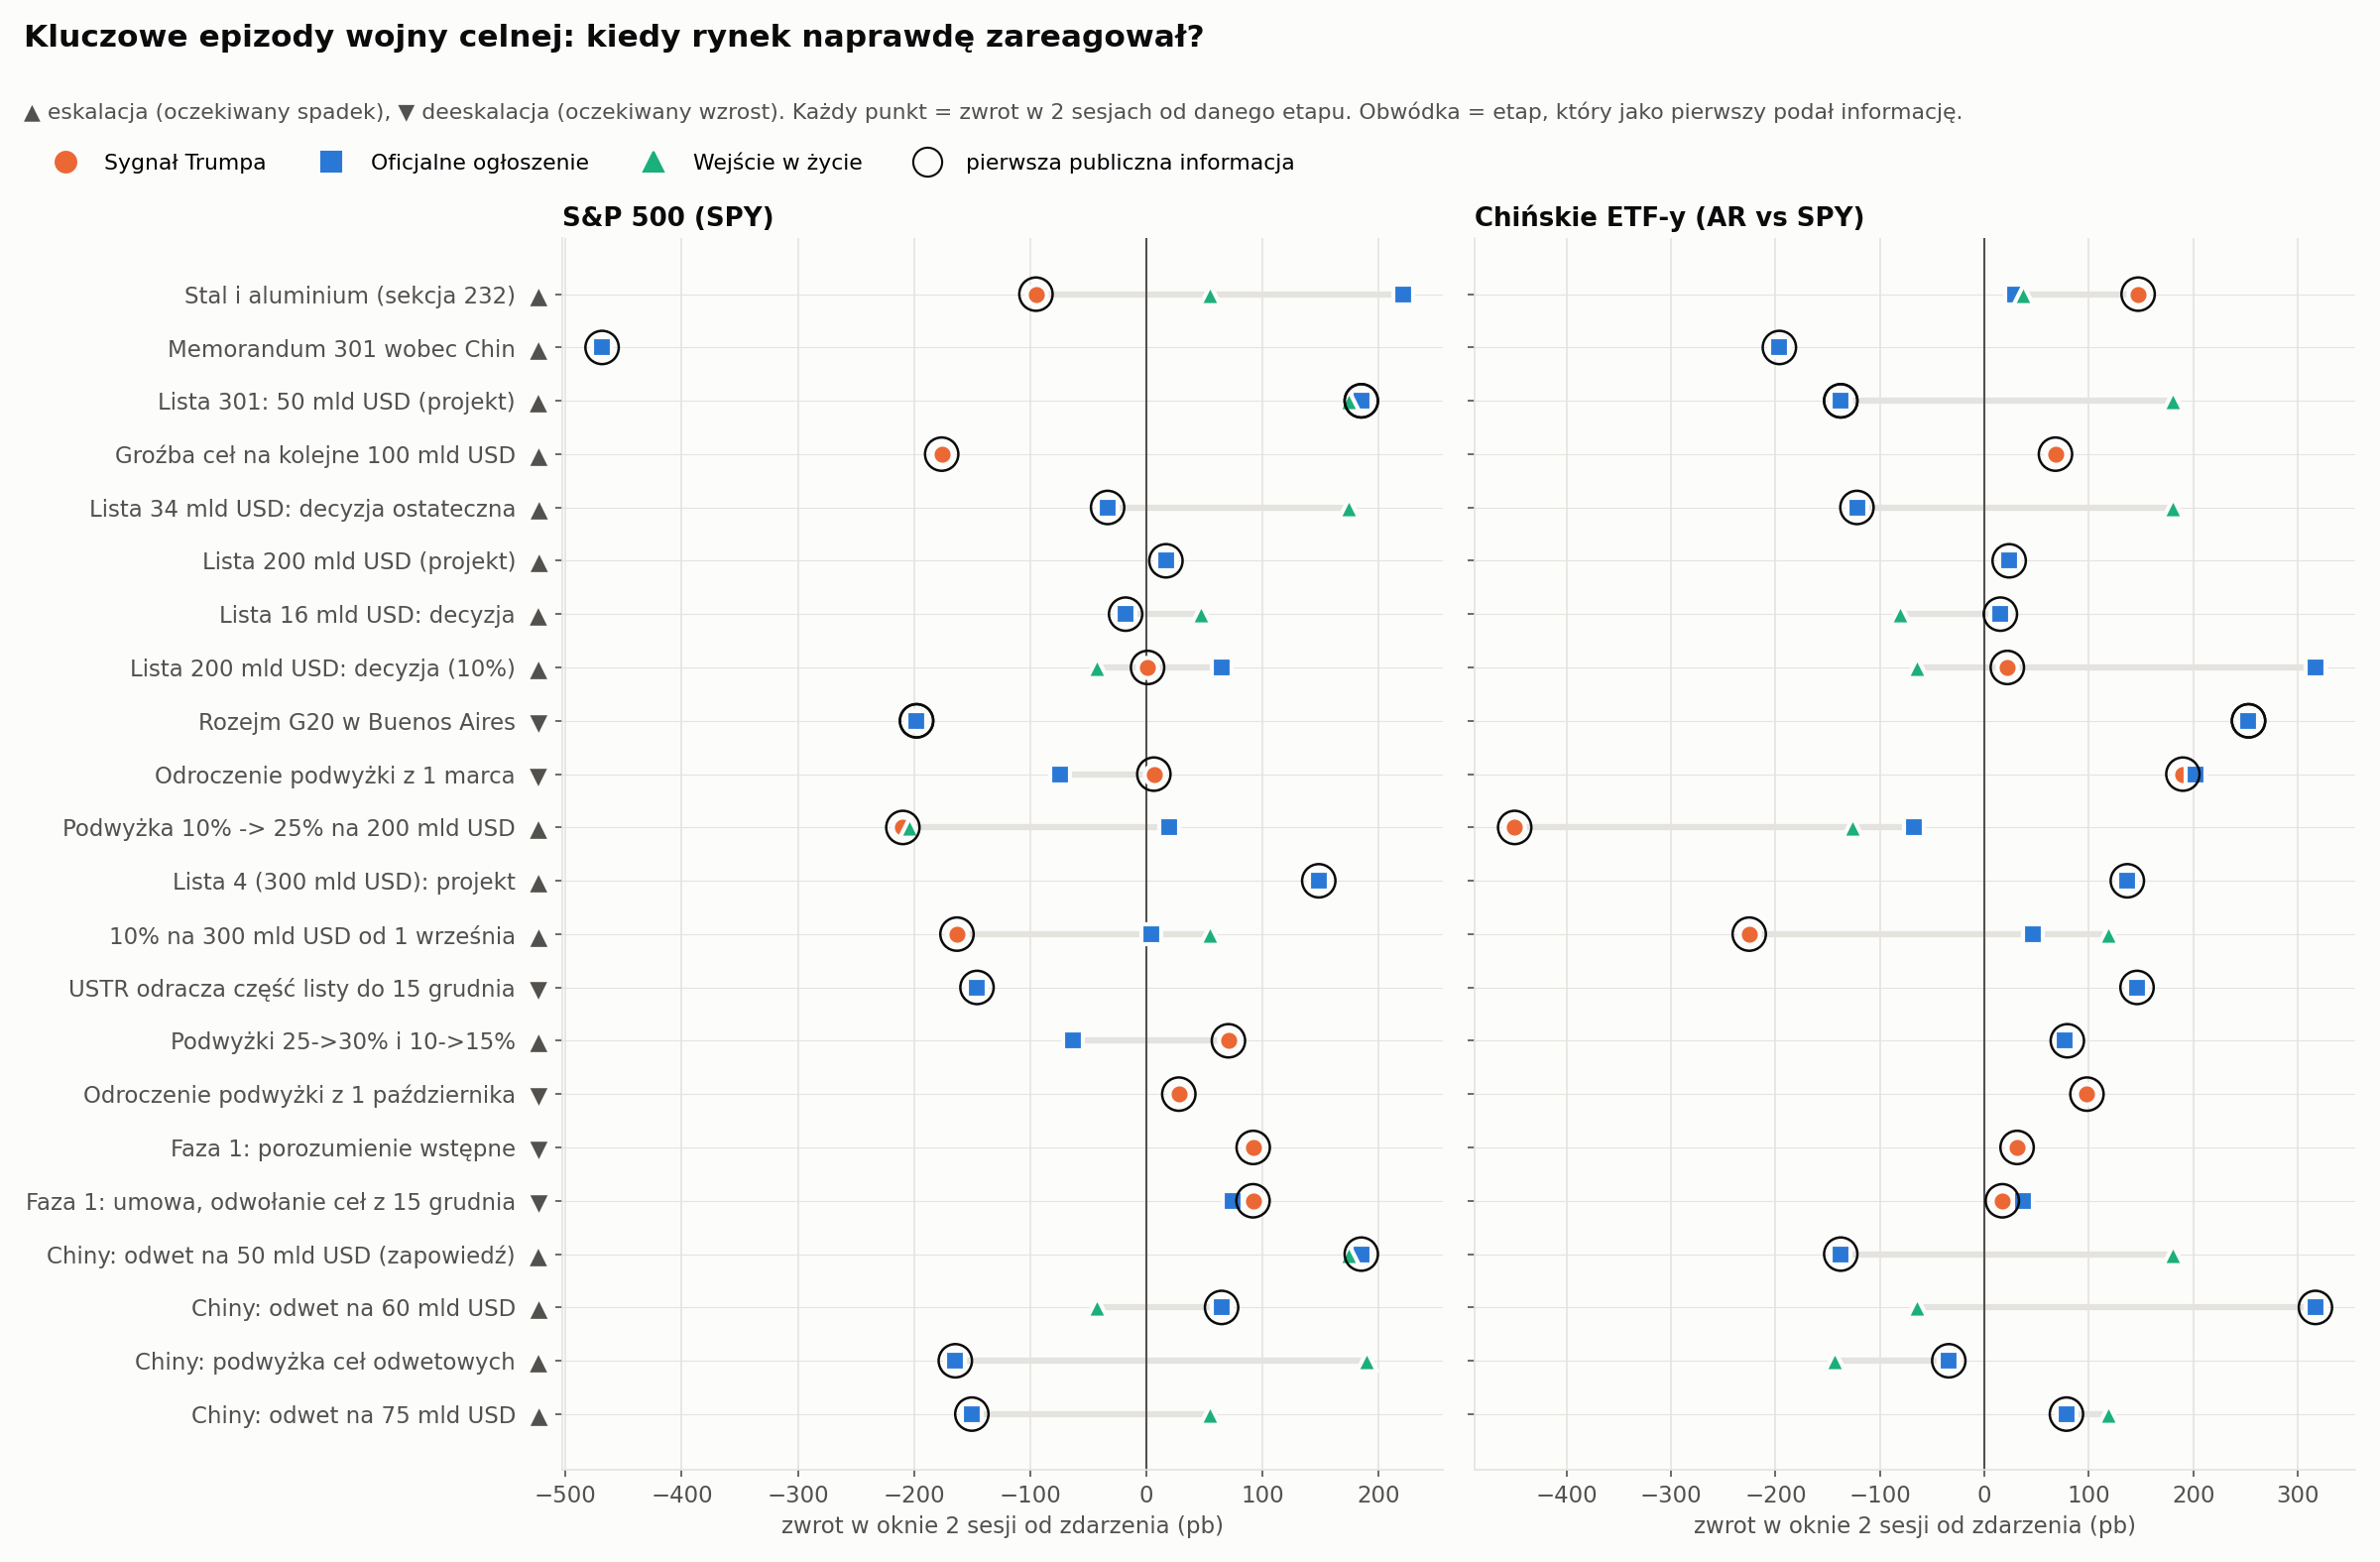 Kluczowe epizody wojny celnej: kiedy rynek naprawdę zareagował?
▲ eskalacja (oczekiwany spadek), ▼ deeskalacja (oczekiwany wzrost). Każdy punkt = zwrot w 2 sesjach od danego etapu. Obwódka = etap, który jako pierwszy podał informację.
Sygnał Trumpa Oficjalne ogłoszenie Wejście w życie pierwsza publiczna informacja
S&P 500 (SPY) Chińskie ETF-y (AR vs SPY)
Stal i aluminium (sekcja 232) ▲
Memorandum 301 wobec Chin ▲
Lista 301: 50 mld USD (projekt) ▲
Groźba ceł na kolejne 100 mld USD ▲
Lista 34 mld USD: decyzja ostateczna ▲
Lista 200 mld USD (projekt) ▲
Lista 16 mld USD: decyzja ▲
Lista 200 mld USD: decyzja (10%) ▲
Rozejm G20 w Buenos Aires ▼
Odroczenie podwyżki z 1 marca ▼
Podwyżka 10% -> 25% na 200 mld USD ▲
Lista 4 (300 mld USD): projekt ▲
10% na 300 mld USD od 1 września ▲
USTR odracza część listy do 15 grudnia ▼
Podwyżki 25->30% i 10->15% ▲
Odroczenie podwyżki z 1 października ▼
Faza 1: porozumienie wstępne ▼
Faza 1: umowa, odwołanie ceł z 15 grudnia ▼
Chiny: odwet na 50 mld USD (zapowiedź) ▲
Chiny: odwet na 60 mld USD ▲
Chiny: podwyżka ceł odwetowych ▲
Chiny: odwet na 75 mld USD ▲
−500 −400 −300 −200 −100 0 100 200 −400 −300 −200 −100 0 100 200 300
zwrot w oknie 2 sesji od zdarzenia (pb) zwrot w oknie 2 sesji od zdarzenia (pb)